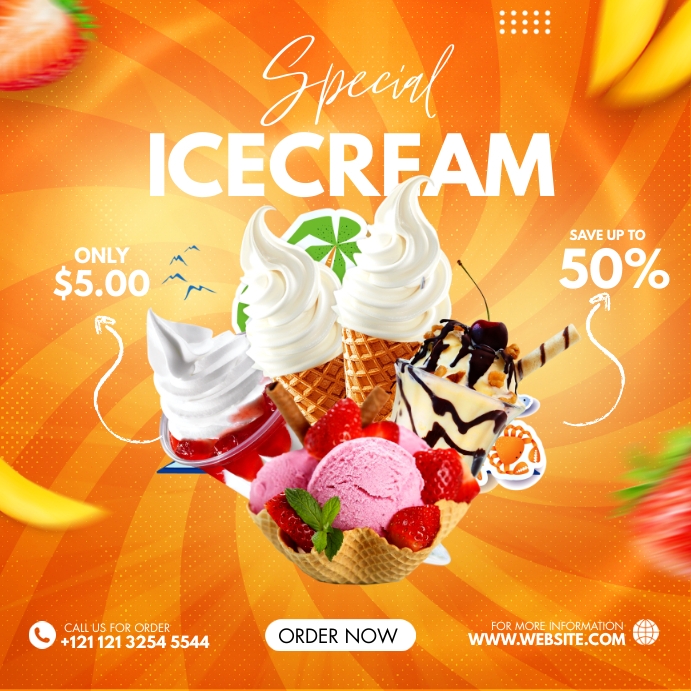 Special
ICECREAM
ONLY
$5.00
SAVE UP TO
50%
CALL US FOR ORDER
+121 121 3254 5544
ORDER NOW
FOR MORE INFORMATION
WWW.WEBSITE.COM